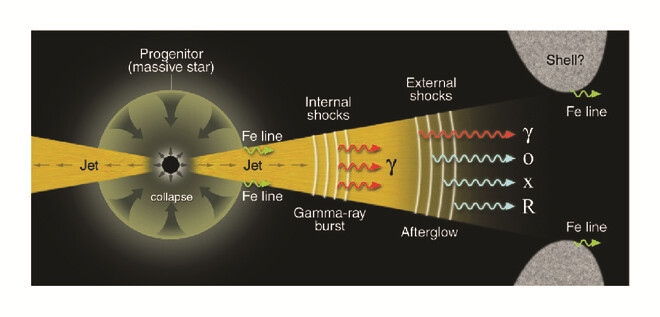 Progenitor
(massive star)
Jet
collapse
Fe line
Jet
Fe line
Internal
shocks
γ
Gamma-ray
burst
External
shocks
γ
o
x
R
Afterglow
Shell?
Fe line
Fe line